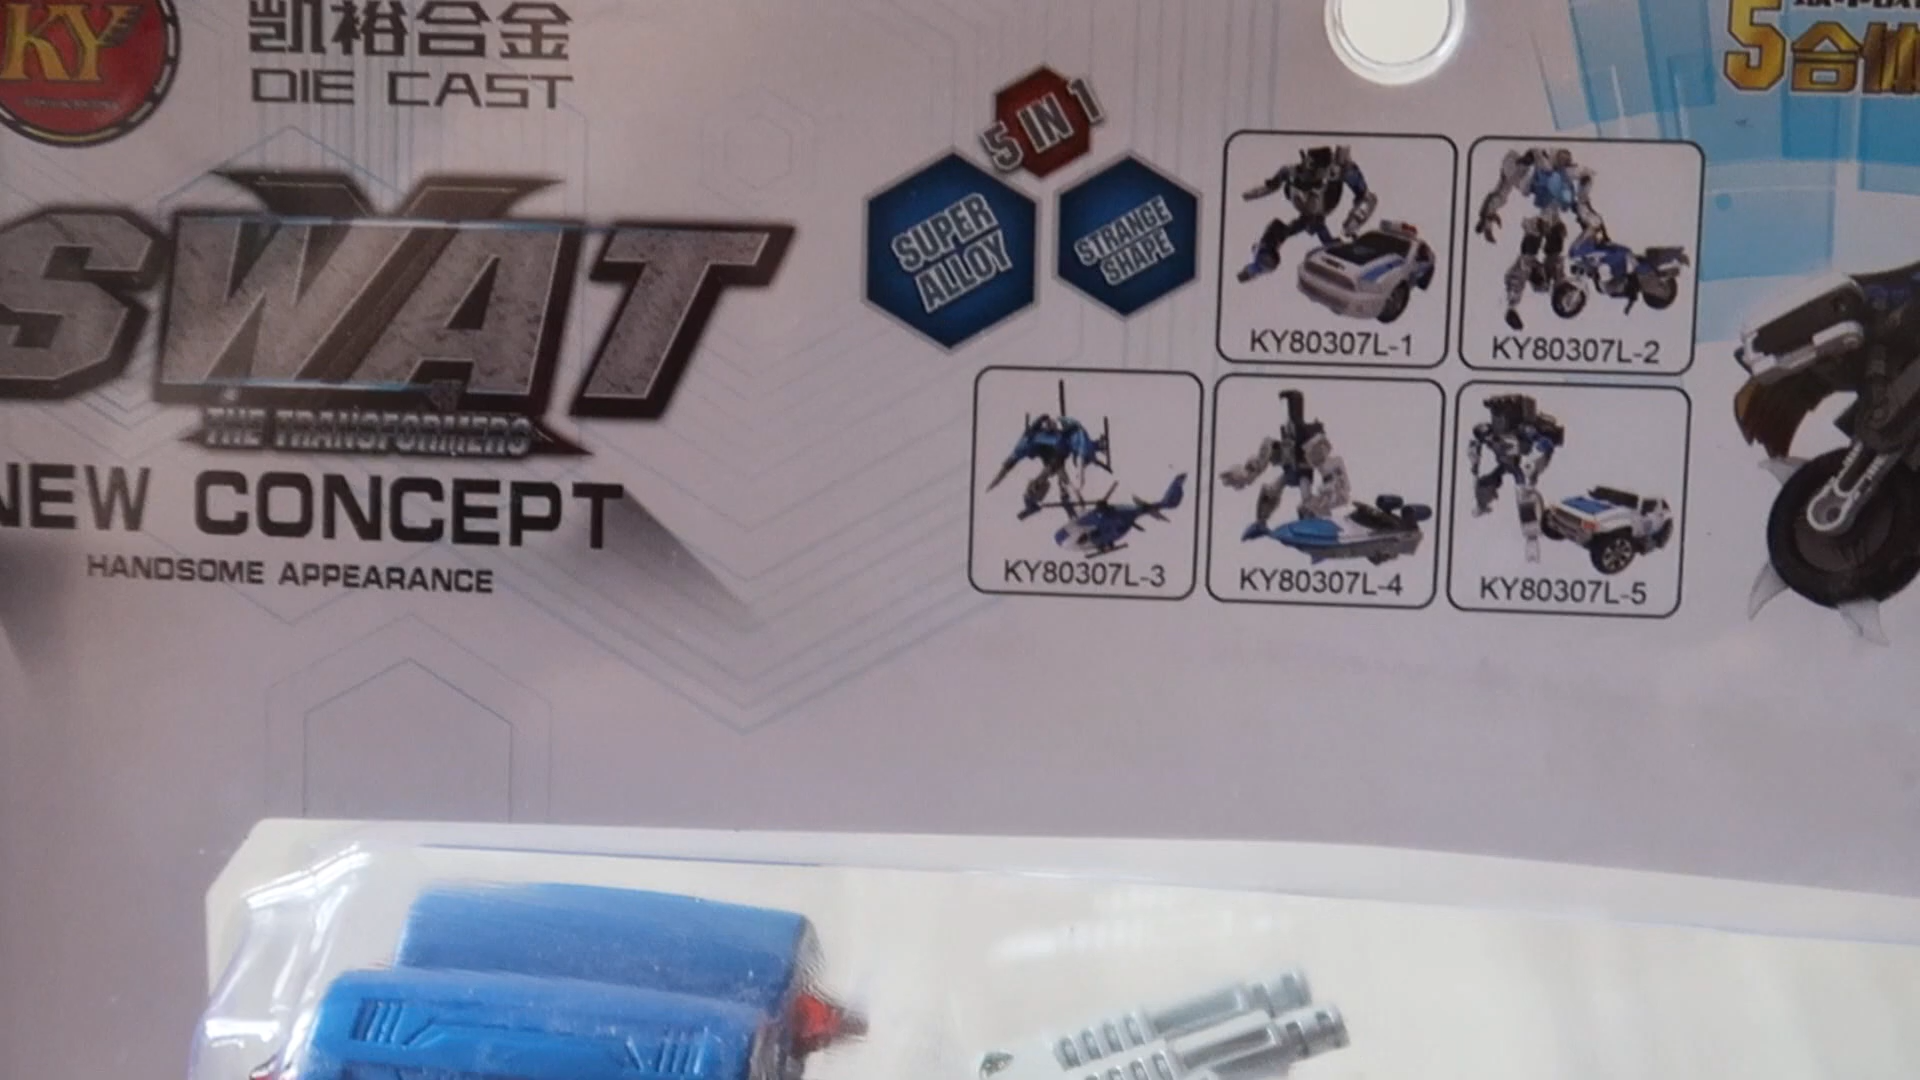 KY
凯裕合金
DIE CAST
SWAT
THE TRANSFORMERS
NEW CONCEPT
HANDSOME APPEARANCE
5 IN 1
SUPER
ALLOY
STRANGE
SHAPE
KY80307L-1
KY80307L-2
KY80307L-3
KY80307L-4
KY80307L-5
5合体